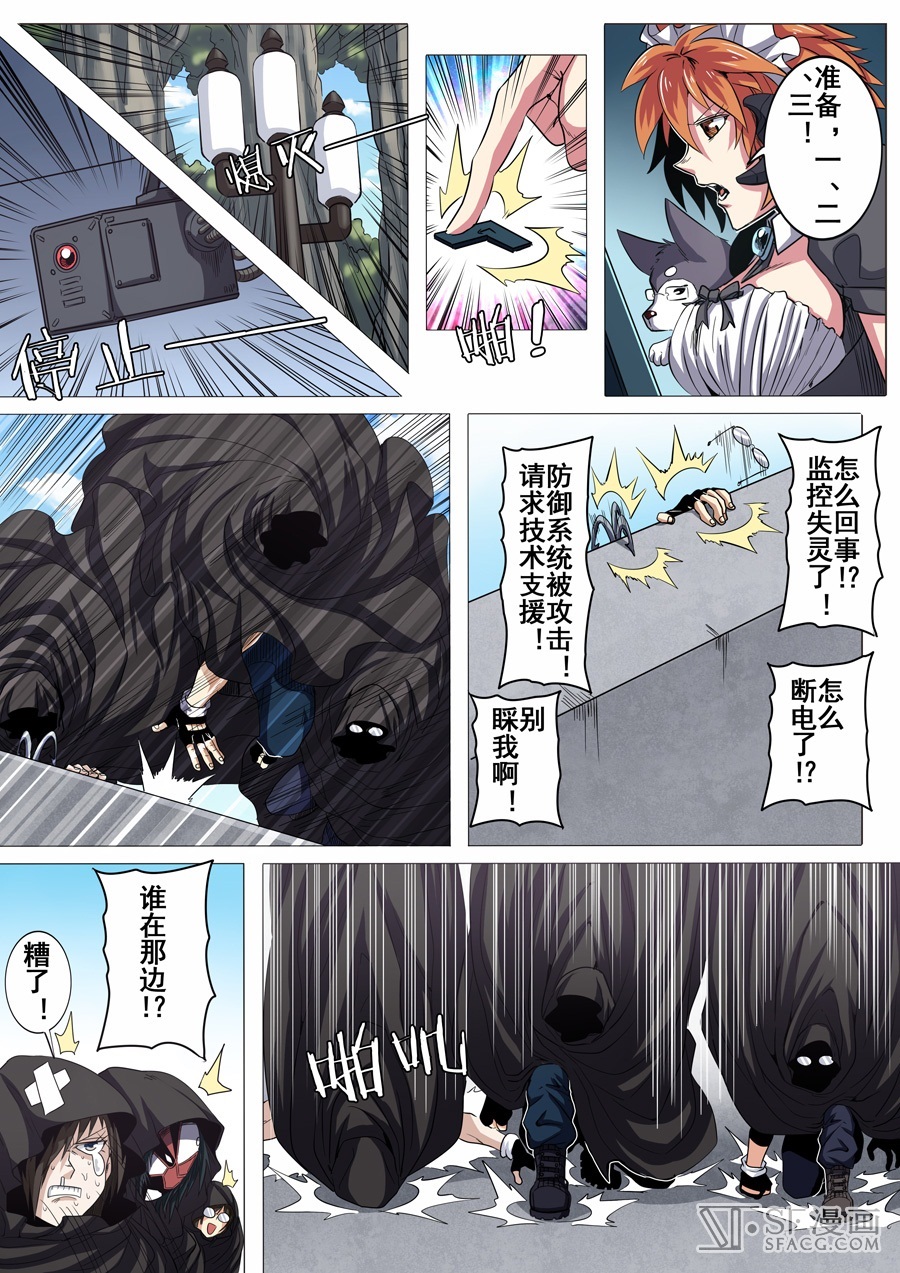 准备，一、二
、三！
啪！
熄灭——
停止——
怎么回事!?
监控失灵了！
防御系统被攻击！
请求技术支援！
怎么
断电了!?
别
睬我啊！
啪叽
谁在那边!?
糟了！
SF漫画
SFACG.COM